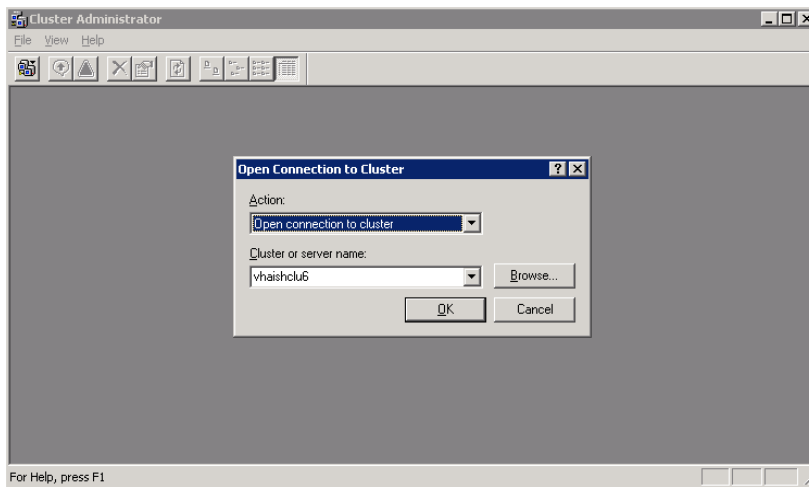 Cluster Administrator
File View Help
Open Connection to Cluster
Action:
Open connection to cluster
Cluster or server name:
vhaishclu6
Browse...
OK Cancel
For Help, press F1